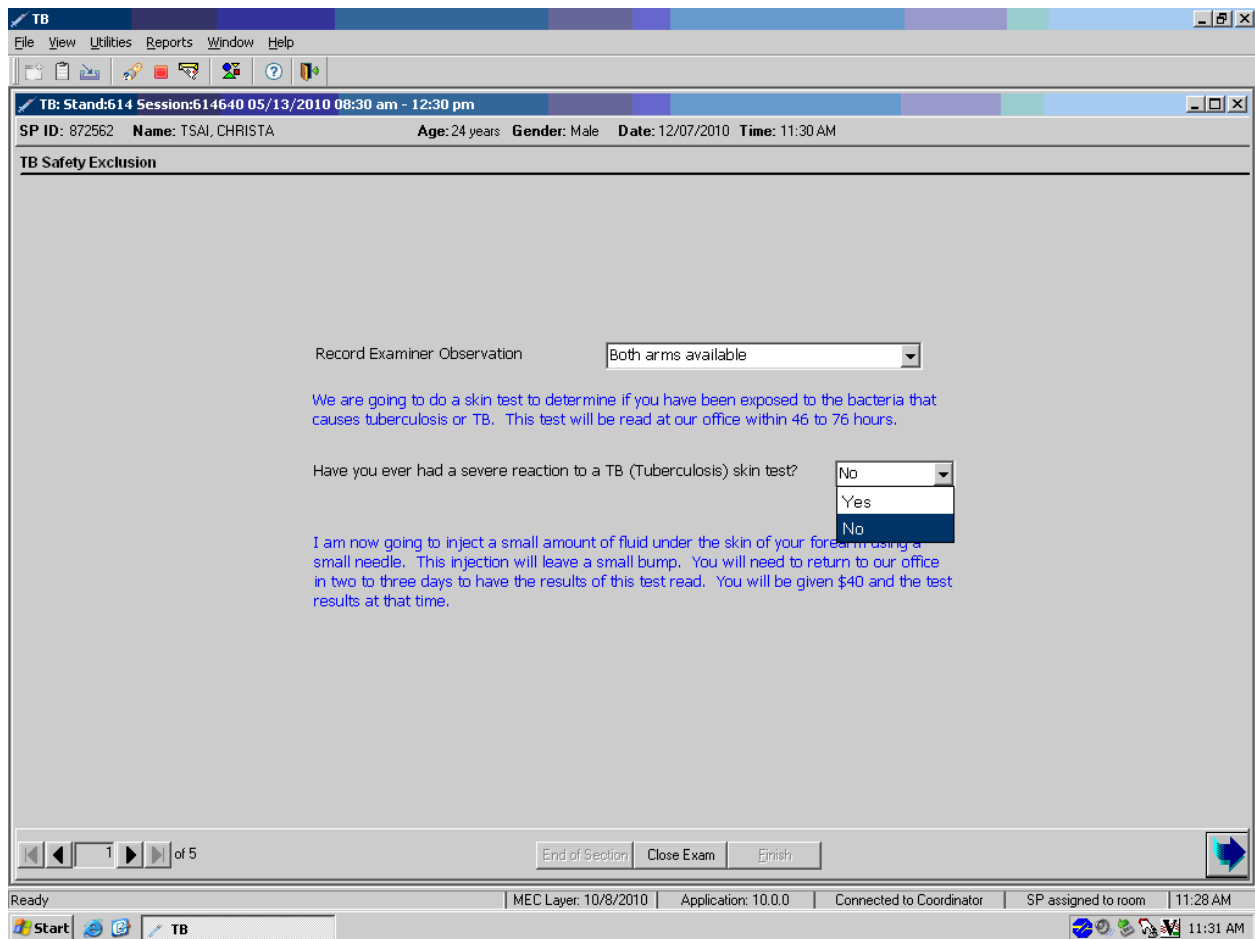 TB
File View Utilities Reports Window Help
TB: Stand:614 Session:614640 05/13/2010 08:30 am - 12:30 pm
SP ID: 872562 Name: TSAI, CHRISTA Age: 24 years Gender: Male Date: 12/07/2010 Time: 11:30 AM
TB Safety Exclusion
Record Examiner Observation Both arms available
We are going to do a skin test to determine if you have been exposed to the bacteria that
causes tuberculosis or TB. This test will be read at our office within 46 to 76 hours.
Have you ever had a severe reaction to a TB (Tuberculosis) skin test? No
Yes
No
I am now going to inject a small amount of fluid under the skin of your forearm using a
small needle. This injection will leave a small bump. You will need to return to our office
in two to three days to have the results of this test read. You will be given $40 and the test
results at that time.
1 of 5 End of Section Close Exam Finish
Ready MEC Layer: 10/8/2010 Application: 10.0.0 Connected to Coordinator SP assigned to room 11:28 AM
Start TB 11:31 AM